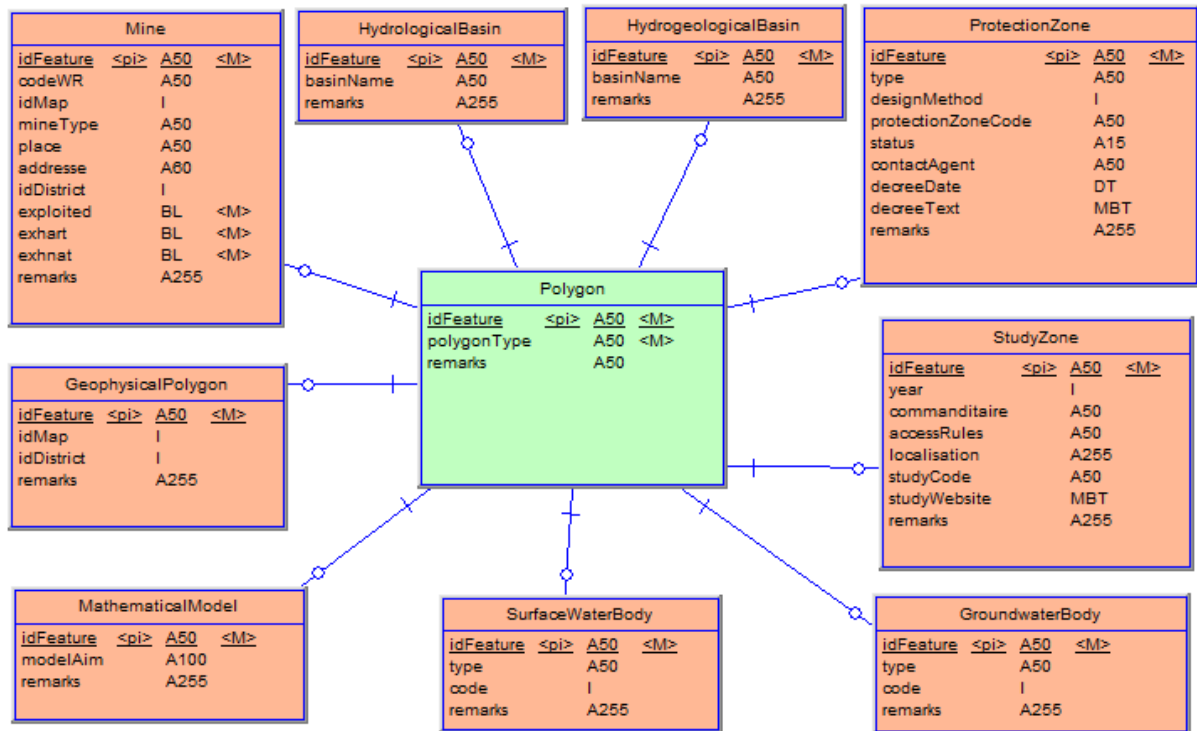 Mine
idFeature <pi> A50 <M>
codeWR A50
idMap I
mineType A50
place A50
addresse A60
idDistrict I
exploited BL <M>
exhart BL <M>
exhnat BL <M>
remarks A255
HydrologicalBasin
idFeature <pi> A50 <M>
basinName A50
remarks A255
HydrogeologicalBasin
idFeature <pi> A50 <M>
basinName A50
remarks A255
ProtectionZone
idFeature <pi> A50 <M>
type A50
designMethod I
protectionZoneCode A50
status A15
contactAgent A50
decreeDate DT
decreeText MBT
remarks A255
Polygon
idFeature <pi> A50 <M>
polygonType A50 <M>
remarks A50
GeophysicalPolygon
idFeature <pi> A50 <M>
idMap I
idDistrict I
remarks A255
StudyZone
idFeature <pi> A50 <M>
year I
commanditaire A50
accessRules A50
localisation A255
studyCode A50
studyWebsite MBT
remarks A255
MathematicalModel
idFeature <pi> A50 <M>
modelAim A100
remarks A255
SurfaceWaterBody
idFeature <pi> A50 <M>
type A50
code I
remarks A255
GroundwaterBody
idFeature <pi> A50 <M>
type A50
code I
remarks A255